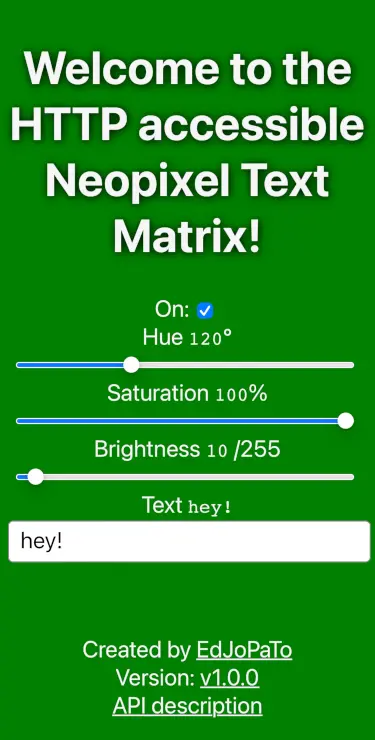 Welcome to the
HTTP accessible
Neopixel Text
Matrix!
On:
Hue 120°
Saturation 100%
Brightness 10 /255
Text hey!
hey!
Created by EdJoPaTo
Version: v1.0.0
API description